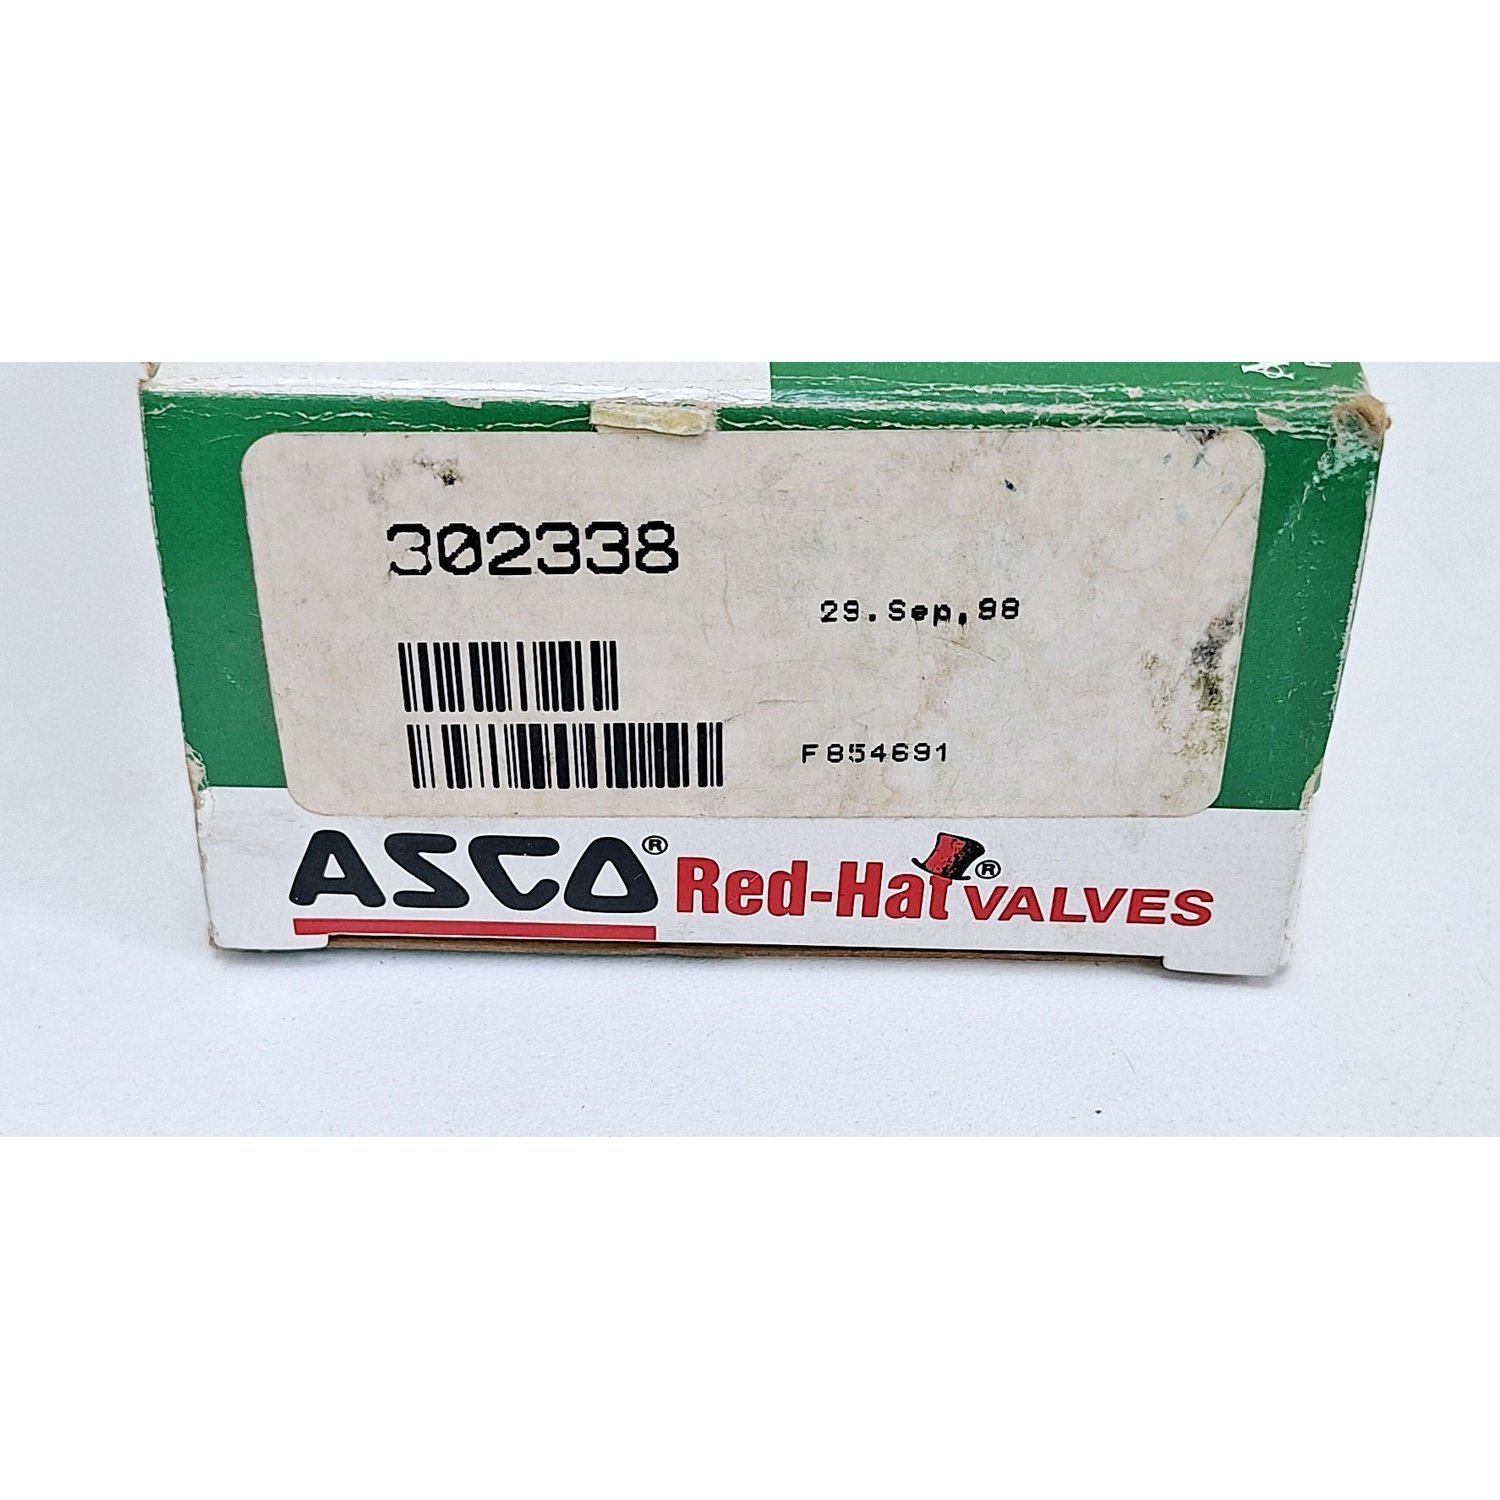 302338
29.Sep,98
F854691
ASCO® Red-Hat® VALVES